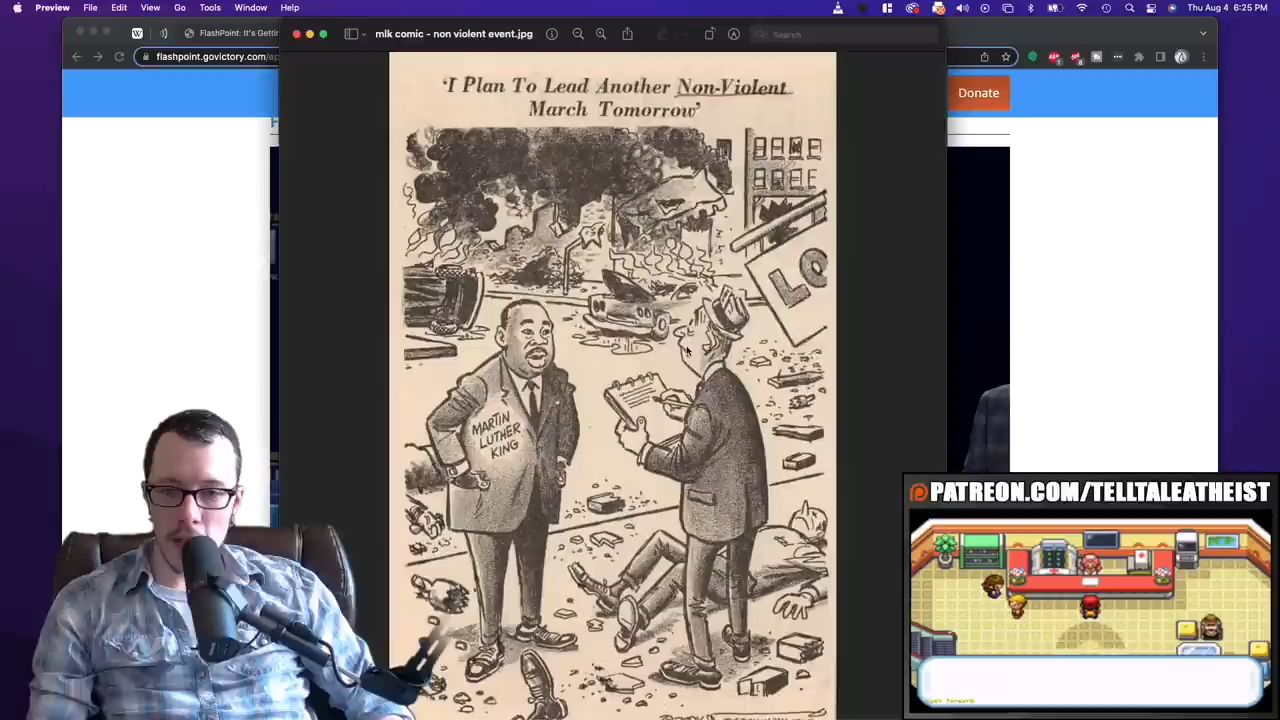 Preview File Edit View Go Tools Window Help
Thu Aug 4 6:25 PM
FlashPoint: It's Gettin
mlk comic - non violent event.jpg
Search
flashpoint.govictory.com/ep
Donate
'I Plan To Lead Another Non-Violent
March Tomorrow'
LO
MARTIN
LUTHER
KING
PATREON.COM/TELLTALEATHEIST